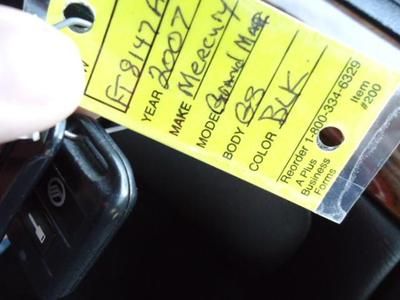 FT8147A
YEAR 2007
MAKE Mercury
MODEL Grand Marq
BODY GS
COLOR BLK
Reorder 1-800-334-6329
A Plus
Business
Forms
Item
#200